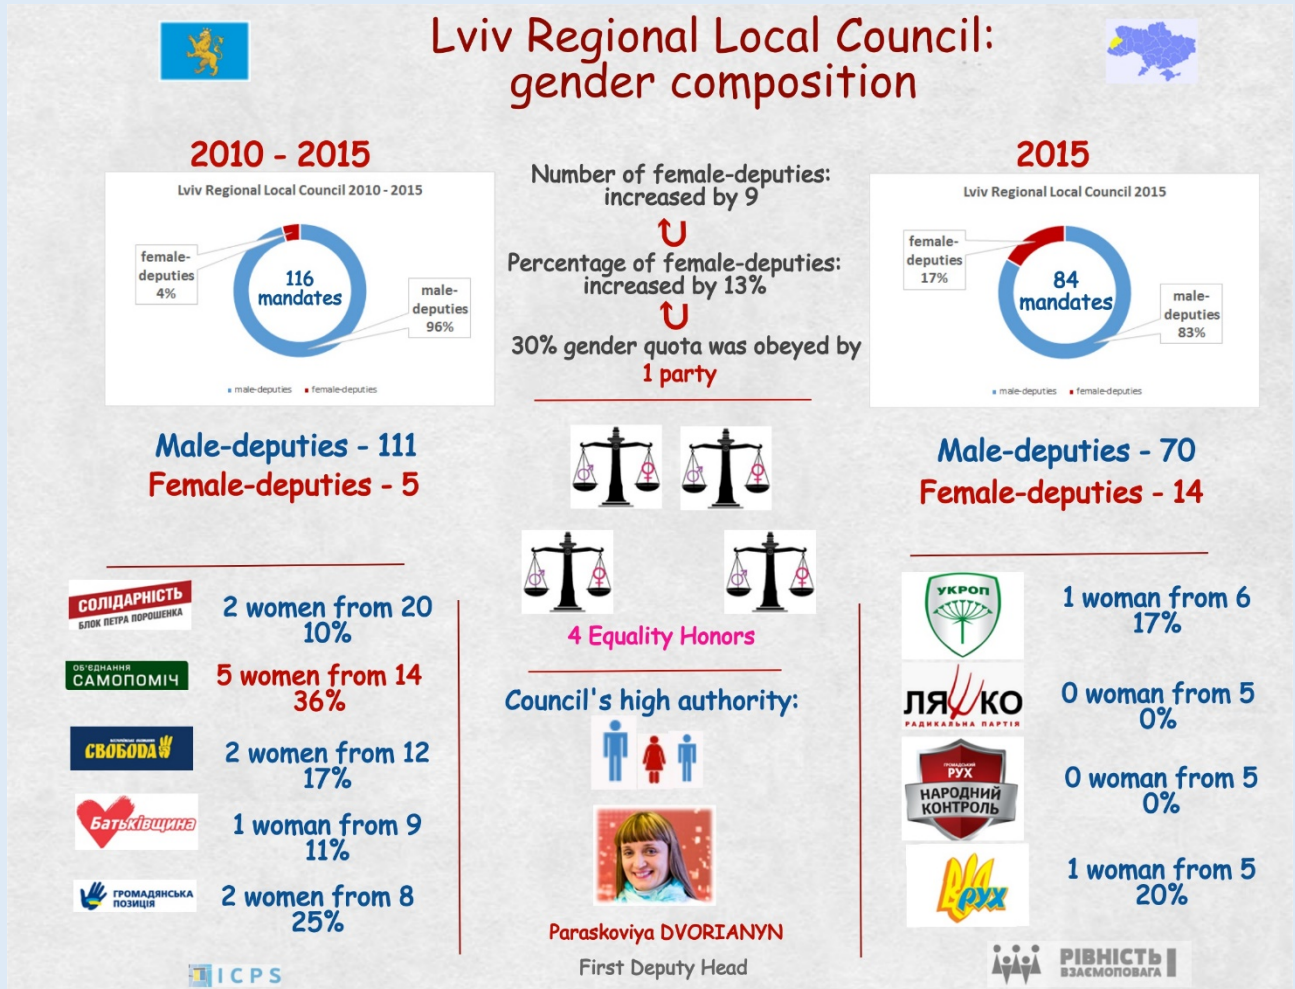 Lviv Regional Local Council:
gender composition
2010 - 2015
Lviv Regional Local Council 2010 - 2015
female-
deputies
4%
116
mandates
male-
deputies
96%
male-deputies
female-deputies
Male-deputies - 111
Female-deputies - 5
Number of female-deputies:
increased by 9
Percentage of female-deputies:
increased by 13%
30% gender quota was obeyed by
1 party
2015
Lviv Regional Local Council 2015
female-
deputies
17%
84
mandates
male-
deputies
83%
male-deputies
female-deputies
Male-deputies - 70
Female-deputies - 14
СОЛІДАРНІСТЬ
БЛОК ПЕТРА ПОРОШЕНКА
2 women from 20
10%
ОБ'ЄДНАННЯ
САМОПОМІЧ
5 women from 14
36%
СВОБОДА
2 women from 12
17%
Батьківщина
1 woman from 9
11%
ГРОМАДЯНСЬКА
ПОЗИЦІЯ
2 women from 8
25%
ICPS
4 Equality Honors
Council's high authority:
Paraskoviya DVORIANYN
First Deputy Head
УКРОП
1 woman from 6
17%
ЛЯШКО
РАДИКАЛЬНА ПАРТІЯ
0 woman from 5
0%
ГРОМАДСЬКИЙ
РУХ
НАРОДНИЙ
КОНТРОЛЬ
0 woman from 5
0%
РУХ
1 woman from 5
20%
РІВНІСТЬ
ВЗАЄМОПОВАГА